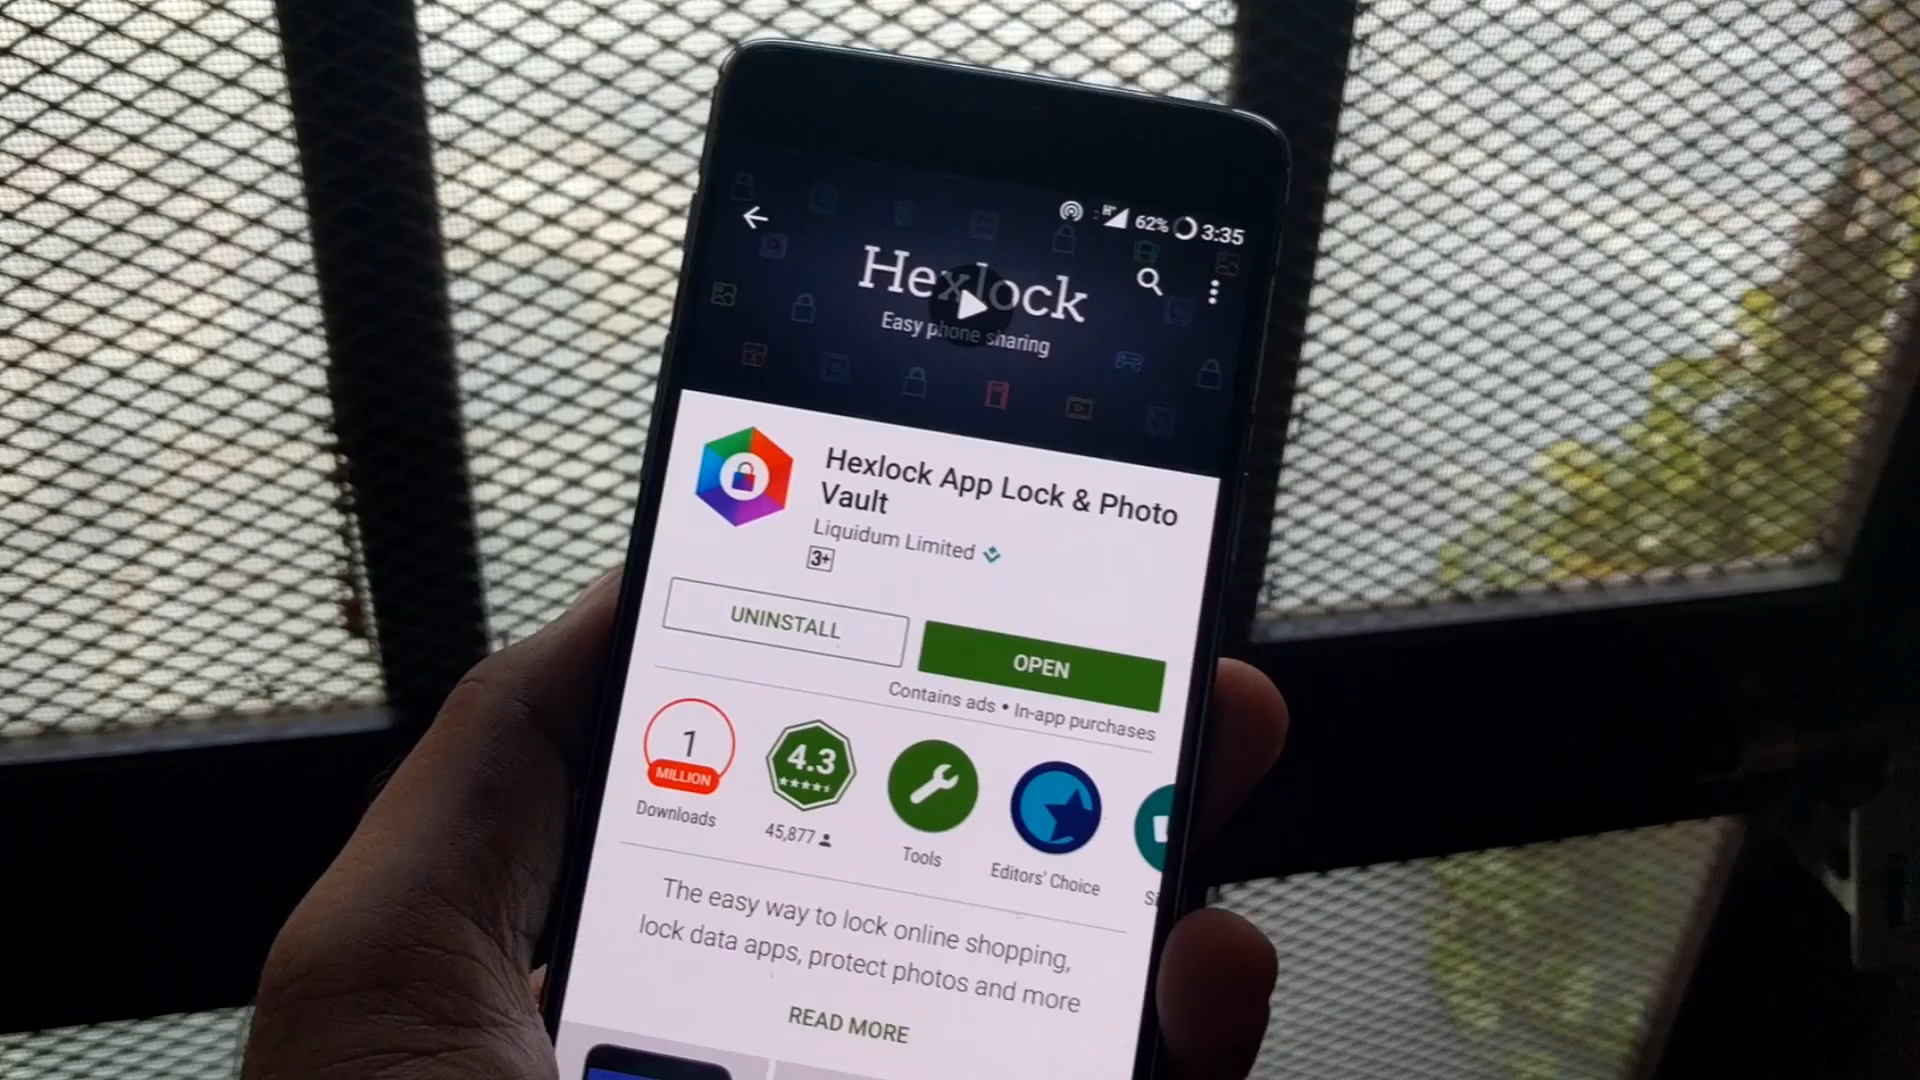 H+ 62% 3:35
Hexlock
Easy phone sharing
Hexlock App Lock & Photo
Vault
Liquidum Limited
3+
UNINSTALL
OPEN
Contains ads • In-app purchases
1
MILLION
Downloads
4.3
45,877
Tools
Editors' Choice
The easy way to lock online shopping,
lock data apps, protect photos and more
READ MORE